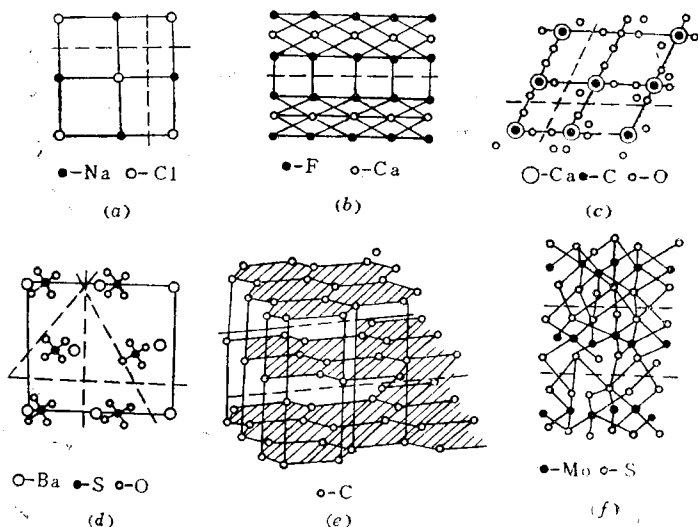 ●-Na ○-Cl
(a)
●-F ○-Ca
(b)
○-Ca ●-C ○-O
(c)
○-Ba ●-S ○-O
(d)
○-C
(e)
●-Mo ○-S
(f)